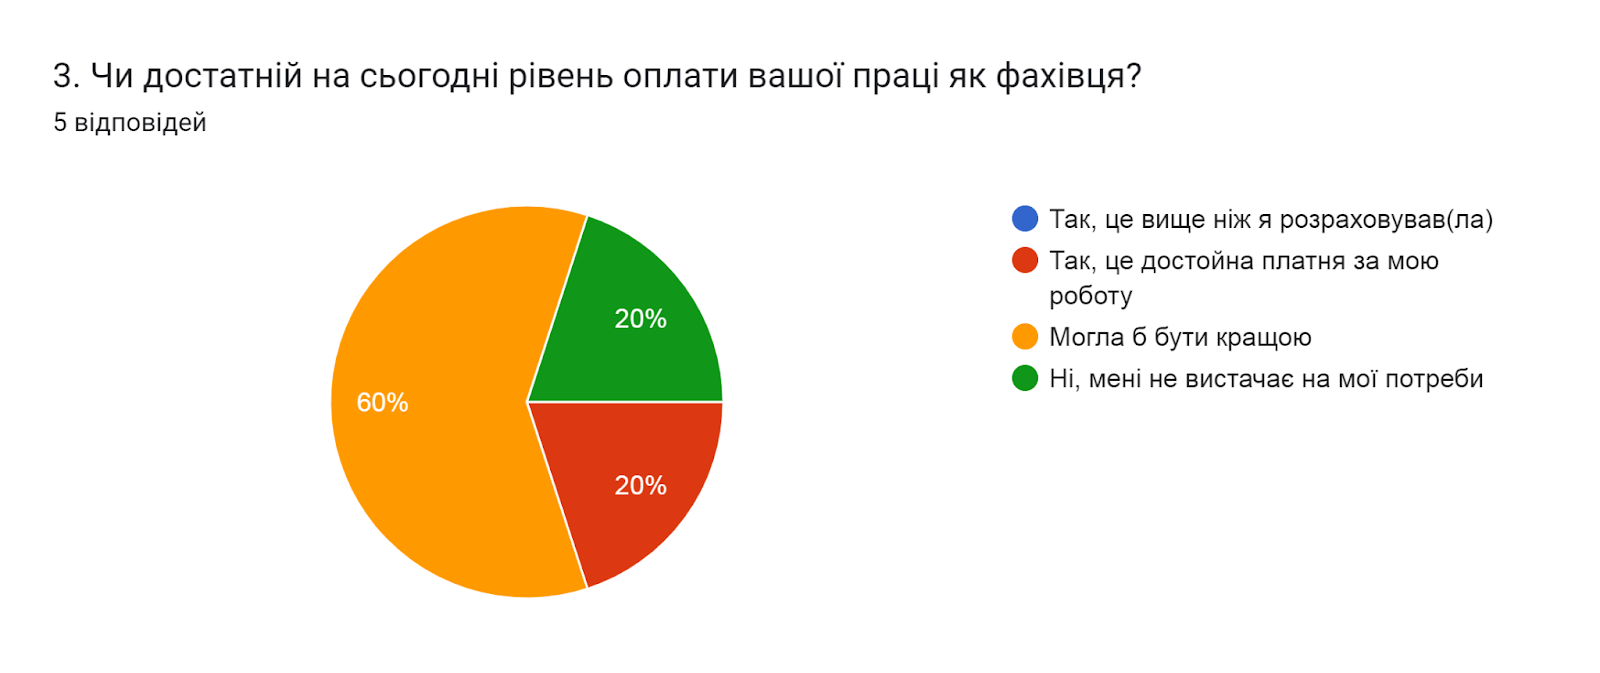 3. Чи достатній на сьогодні рівень оплати вашої праці як фахівця?
5 відповідей
Так, це вище ніж я розраховував(ла)
Так, це достойна платня за мою
роботу
Могла б бути кращою
Ні, мені не вистачає на мої потреби
20%
60%
20%